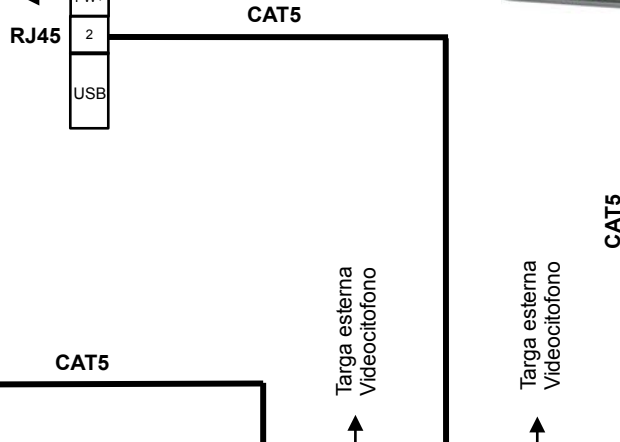 CAT5
RJ45
2
USB
CAT5
Targa esterna
Videocitofono
Targa esterna
Videocitofono
CAT5